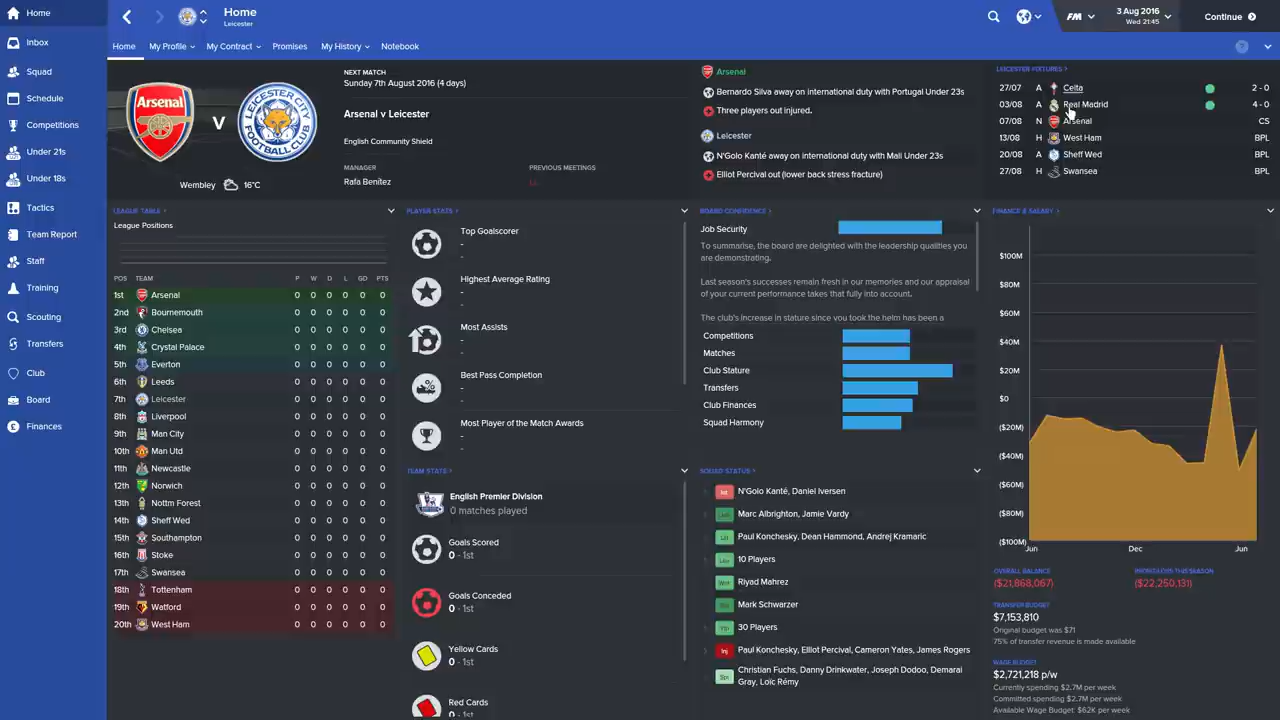 Home
Inbox
Squad
Schedule
Competitions
Under 21s
Under 18s
Tactics
Team Report
Staff
Training
Scouting
Transfers
Club
Board
Finances
Home
Leicester
FM
3 Aug 2016
Wed 21:45
Continue
Home
My Profile
My Contract
Promises
My History
Notebook
Arsenal
V
LEICESTER CITY
FOOTBALL CLUB
Wembley
16°C
NEXT MATCH
Sunday 7th August 2016 (4 days)
Arsenal v Leicester
English Community Shield
MANAGER
Rafa Benítez
PREVIOUS MEETINGS
Arsenal
Bernardo Silva away on international duty with Portugal Under 23s
Three players out injured.
Leicester
N'Golo Kanté away on international duty with Mali Under 23s
Elliot Percival out (lower back stress fracture)
LEICESTER FIXTURES >
27/07 A Celta 2 - 0
03/08 A Real Madrid 4 - 0
07/08 N Arsenal CS
13/08 H West Ham BPL
20/08 A Sheff Wed BPL
27/08 H Swansea BPL
LEAGUE TABLE >
League Positions
POS TEAM P W D L GD PTS
1st Arsenal 0 0 0 0 0 0
2nd Bournemouth 0 0 0 0 0 0
3rd Chelsea 0 0 0 0 0 0
4th Crystal Palace 0 0 0 0 0 0
5th Everton 0 0 0 0 0 0
6th Leeds 0 0 0 0 0 0
7th Leicester 0 0 0 0 0 0
8th Liverpool 0 0 0 0 0 0
9th Man City 0 0 0 0 0 0
10th Man Utd 0 0 0 0 0 0
11th Newcastle 0 0 0 0 0 0
12th Norwich 0 0 0 0 0 0
13th Nottm Forest 0 0 0 0 0 0
14th Sheff Wed 0 0 0 0 0 0
15th Southampton 0 0 0 0 0 0
16th Stoke 0 0 0 0 0 0
17th Swansea 0 0 0 0 0 0
18th Tottenham 0 0 0 0 0 0
19th Watford 0 0 0 0 0 0
20th West Ham 0 0 0 0 0 0
PLAYER STATS >
Top Goalscorer
-
-
Highest Average Rating
-
-
Most Assists
-
-
Best Pass Completion
-
-
Most Player of the Match Awards
-
-
TEAM STATS >
English Premier Division
0 matches played
Goals Scored
0 - 1st
Goals Conceded
0 - 1st
Yellow Cards
0 - 1st
Red Cards
0 - 1st
BOARD CONFIDENCE >
Job Security
To summarise, the board are delighted with the leadership qualities you
are demonstrating.
Last season's successes remain fresh in our memories and our appraisal
of your current performance takes that fully into account.
The club's increase in stature since you took the helm has been a
Competitions
Matches
Club Stature
Transfers
Club Finances
Squad Harmony
SQUAD STATUS >
Int N'Golo Kanté, Daniel Iversen
Marc Albrighton, Jamie Vardy
Paul Konchesky, Dean Hammond, Andrej Kramaric
10 Players
Riyad Mahrez
Mark Schwarzer
30 Players
Inj Paul Konchesky, Elliot Percival, Cameron Yates, James Rogers
Christian Fuchs, Danny Drinkwater, Joseph Dodoo, Demarai
Gray, Loïc Rémy
FINANCE & SALARY >
$100M
$80M
$60M
$40M
$20M
$0
($20M)
($40M)
($60M)
($80M)
($100M)
Jun Dec Jun
OVERALL BALANCE
($21,868,067)
($22,250,131)
TRANSFER BUDGET
$7,153,810
Original budget was $71
75% of transfer revenue is made available
WAGE BUDGET
$2,721,218 p/w
Currently spending $2.7M per week
Committed spending $2.7M per week
Available Wage Budget: $62K per week